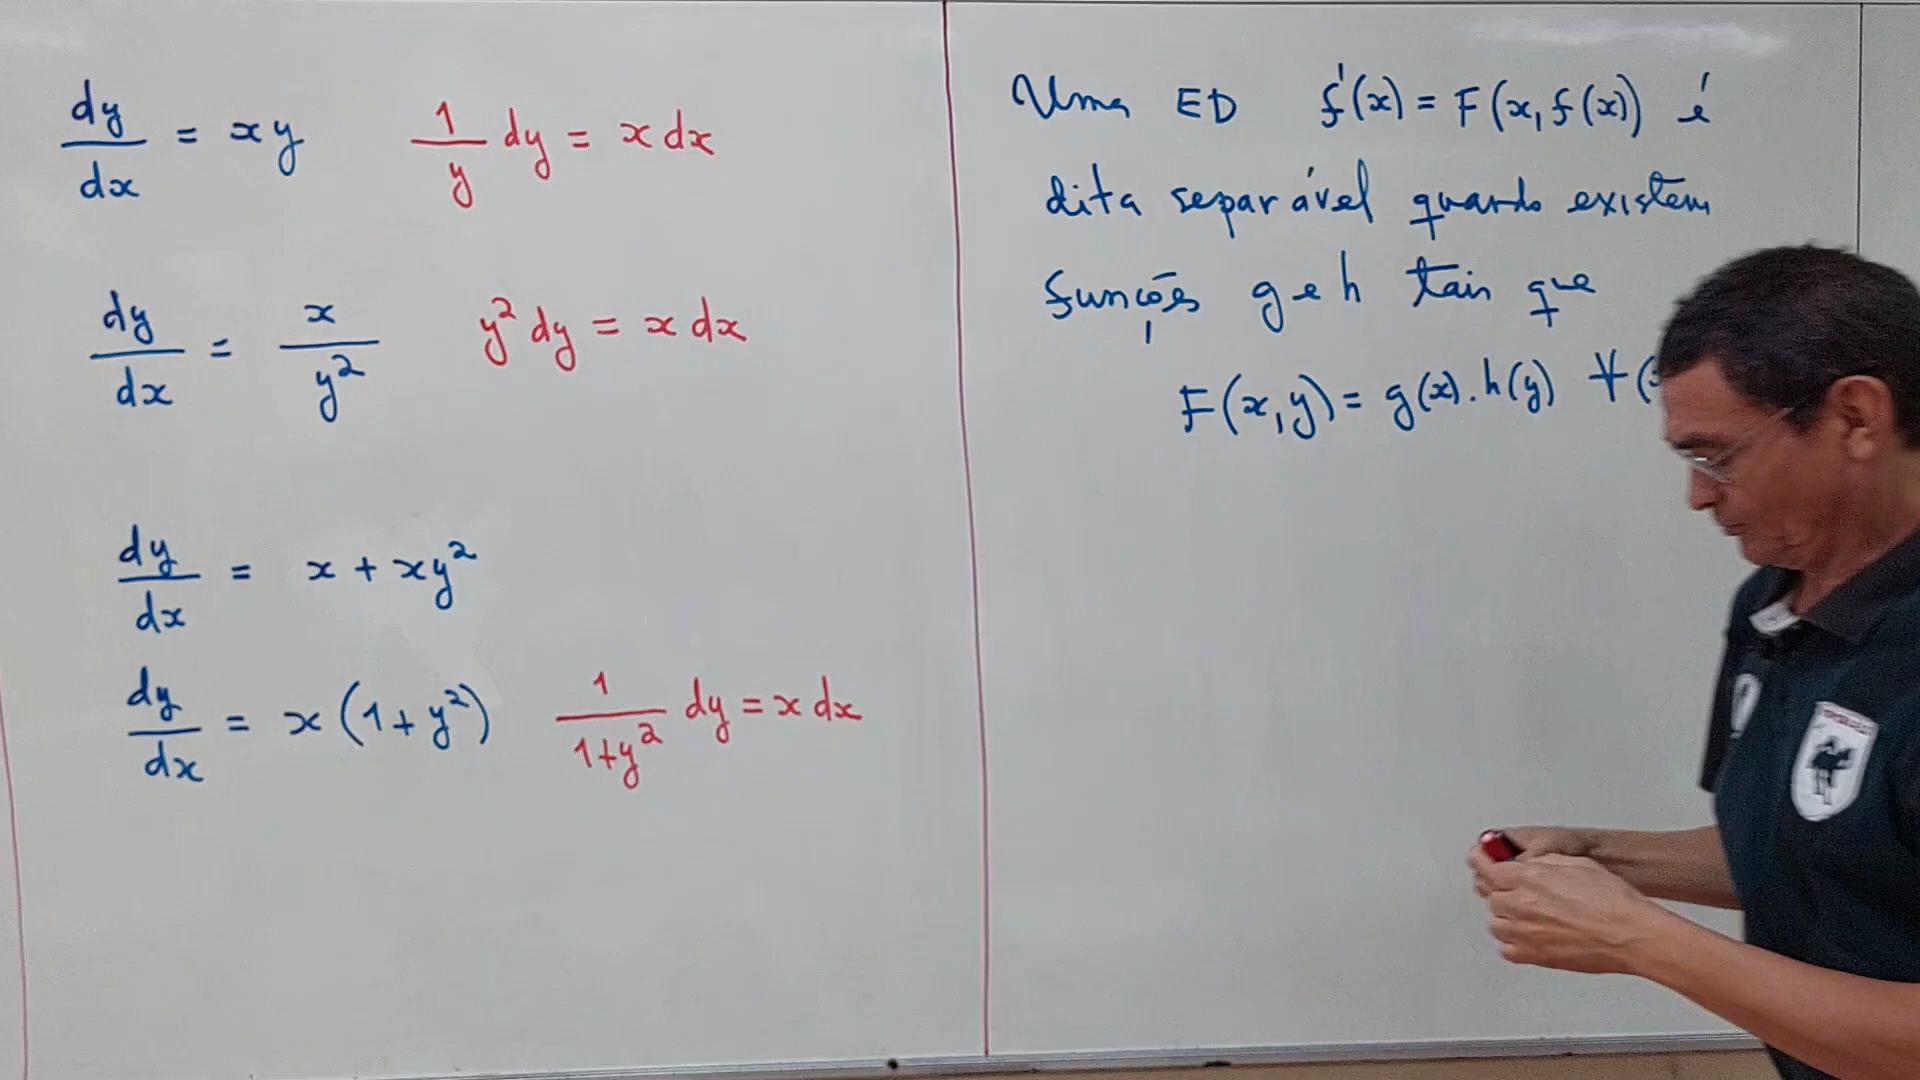 dy/dx = xy    1/y dy = x dx
dy/dx = x/y²    y² dy = x dx
dy/dx = x + xy²
dy/dx = x(1+y²)    1/(1+y²) dy = x dx
Uma ED f'(x) = F(x, f(x)) é
dita separável quando existem
funções g e h tais que
F(x,y) = g(x).h(y) ∀(